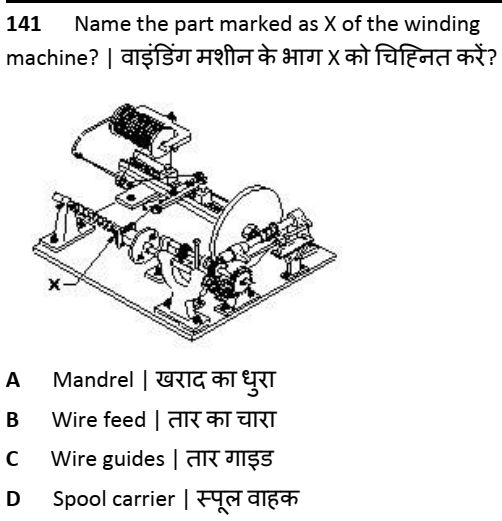 141 Name the part marked as X of the winding
machine? | वाइंडिंग मशीन के भाग X को चिह्नित करें?
X
A Mandrel | खराद का धुरा
B Wire feed | तार का चारा
C Wire guides | तार गाइड
D Spool carrier | स्पूल वाहक